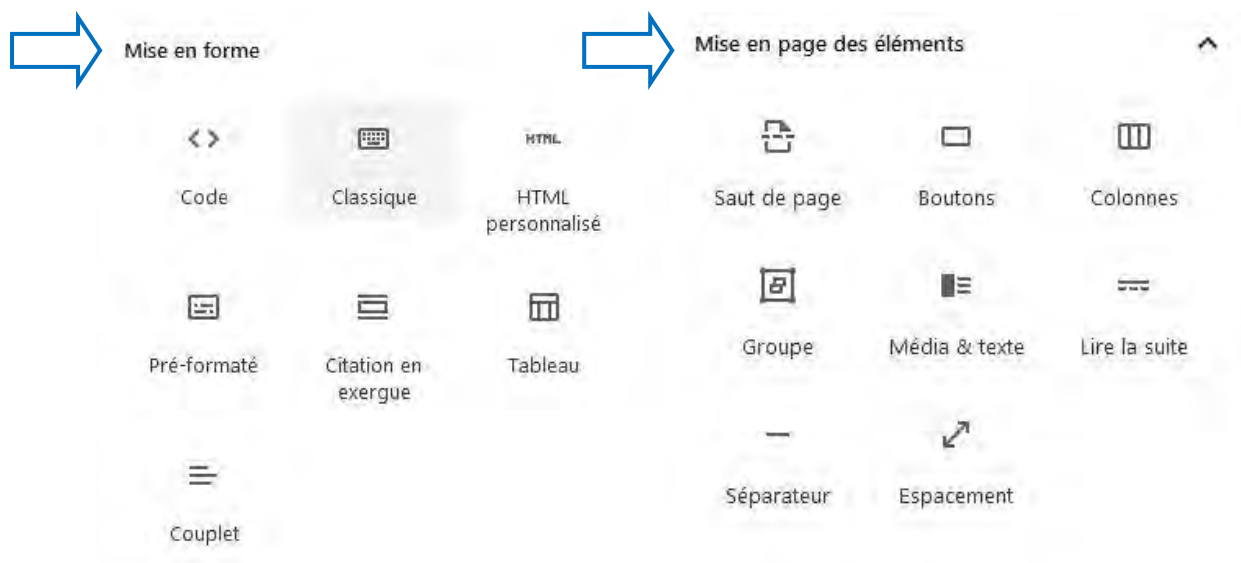 Mise en forme
Code
Classique
HTML
HTML
personnalisé
Pré-formaté
Citation en
exergue
Tableau
Couplet
Mise en page des éléments
Saut de page
Boutons
Colonnes
Groupe
Média & texte
Lire la suite
Séparateur
Espacement